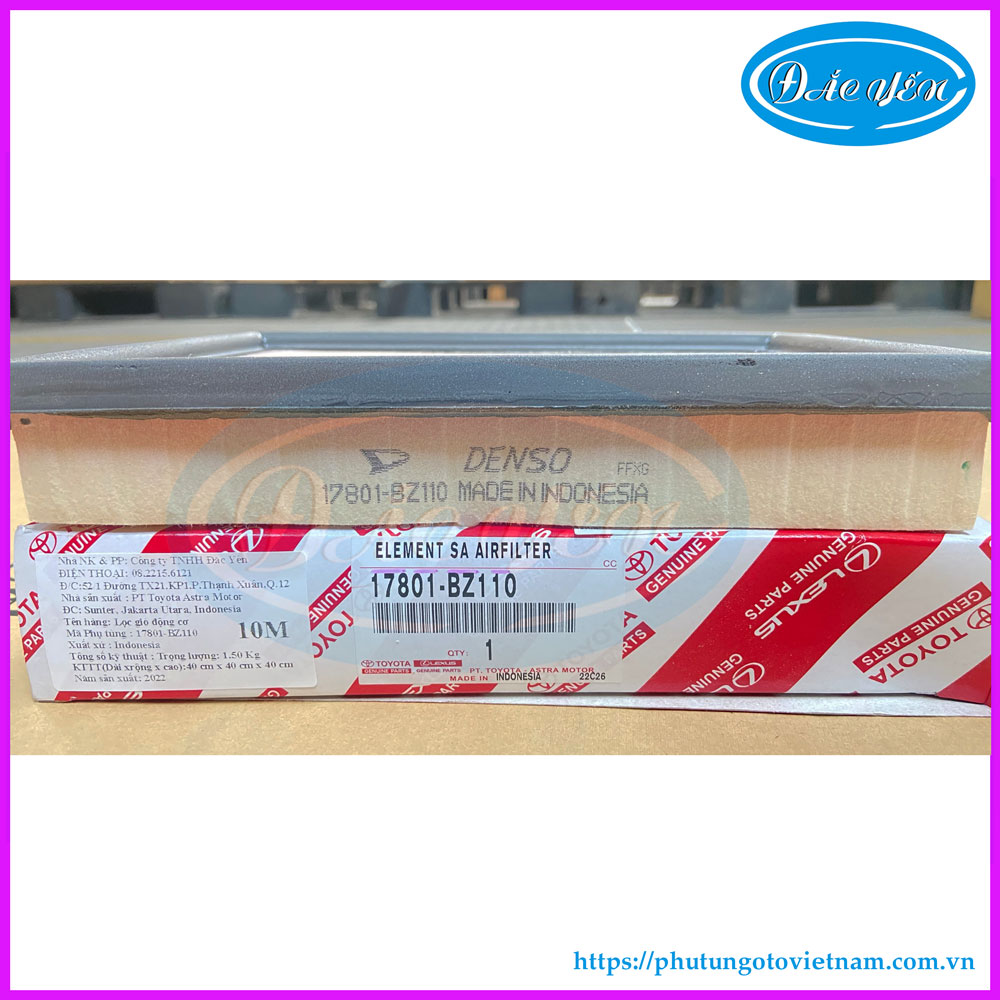 ĐẮC YẾN
DENSO
FFXG
17801-BZ110 MADE IN INDONESIA
Nhà NK & PP: Công ty TNHH Đắc Yến
ĐIỆN THOẠI: 08.2215.6121
Đ/C:52-1 Đường TX21,KP1,P.Thạnh Xuân,Q.12
Nhà sản xuất : PT Toyota Astra Motor
ĐC: Sunter, Jakarta Utara, Indonesia
Tên hàng: Lọc gió động cơ
Mã Phụ tùng : 17801-BZ110
10M
Xuất xứ : Indonesia
Tổng số kỹ thuật : Trọng lượng: 1.50 Kg
KTTT(Dài xrộng x cao):40 cm x 40 cm x 40 cm
Năm sản xuất: 2022
ELEMENT SA AIRFILTER
CC
17801-BZ110
QTY:
1
TOYOTA GENUINE PARTS
LEXUS GENUINE PARTS
PT. TOYOTA - ASTRA MOTOR
MADE IN INDONESIA
22C26
GENUINE PARTS
LEXUS
GENUINE PARTS
TOYOTA
GENUINE PARTS
https://phutungotovietnam.com.vn